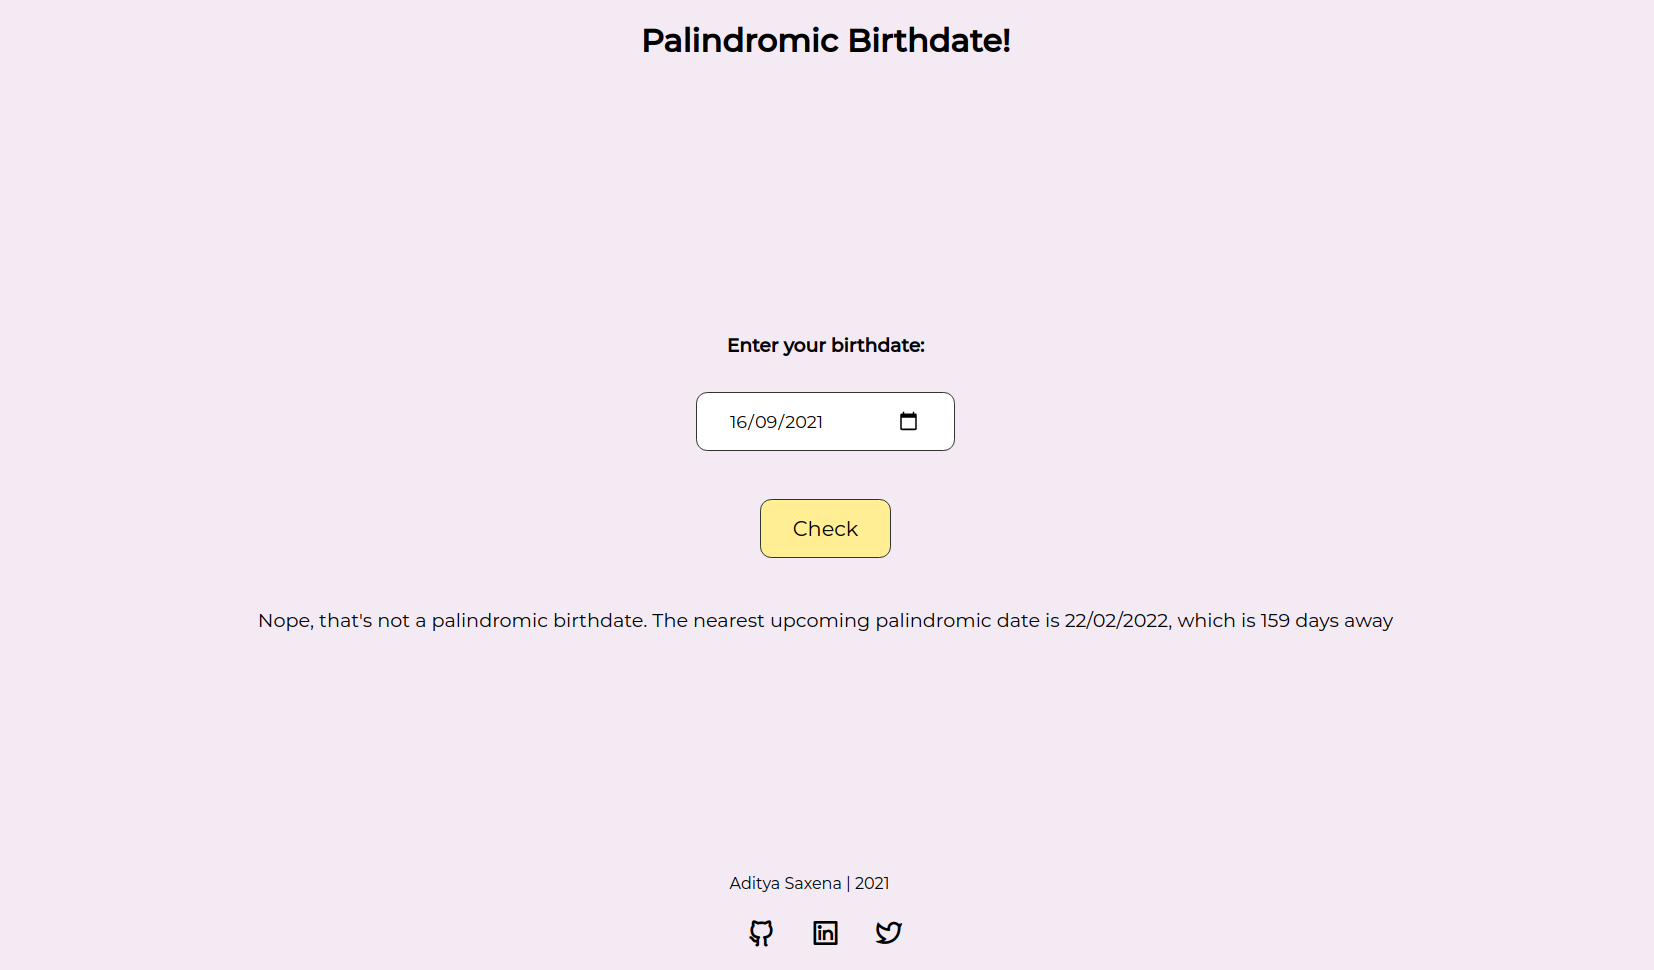 Palindromic Birthdate!
Enter your birthdate:
16/09/2021
Check
Nope, that's not a palindromic birthdate. The nearest upcoming palindromic date is 22/02/2022, which is 159 days away
Aditya Saxena | 2021
in